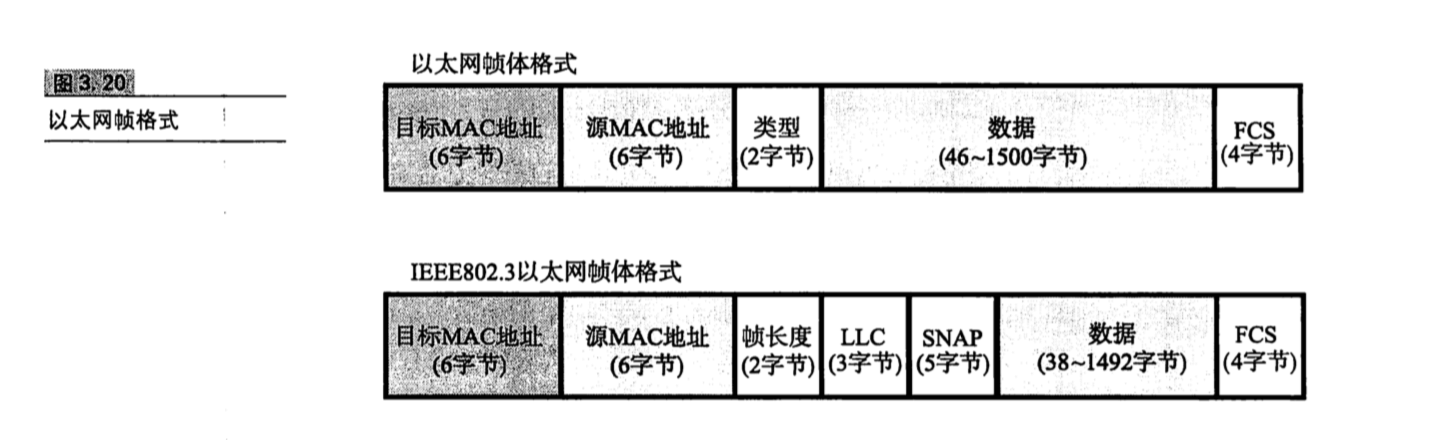 图 3.20
以太网帧格式
以太网帧体格式
目标MAC地址
(6字节)
源MAC地址
(6字节)
类型
(2字节)
数据
(46~1500字节)
FCS
(4字节)
IEEE802.3以太网帧体格式
目标MAC地址
(6字节)
源MAC地址
(6字节)
帧长度
(2字节)
LLC
(3字节)
SNAP
(5字节)
数据
(38~1492字节)
FCS
(4字节)